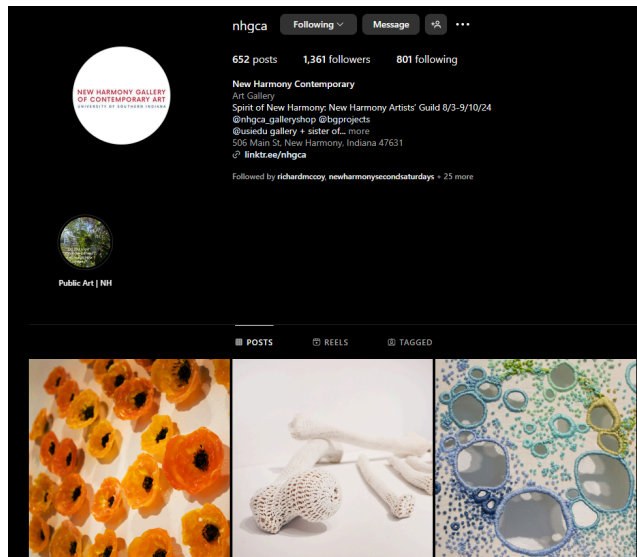 nhgca
Following
Message
652 posts 1,361 followers 801 following
NEW HARMONY GALLERY
OF CONTEMPORARY ART
UNIVERSITY OF SOUTHERN INDIANA
New Harmony Contemporary
Art Gallery
Spirit of New Harmony: New Harmony Artists' Guild 8/3-9/10/24
@nhgca_galleryshop @bgprojects
@usiedu gallery + sister of... more
506 Main St, New Harmony, Indiana 47631
linktr.ee/nhgca
Followed by richardmccoy, newharmonysecondsaturdays + 25 more
Public Art | NH
POSTS
REELS
TAGGED